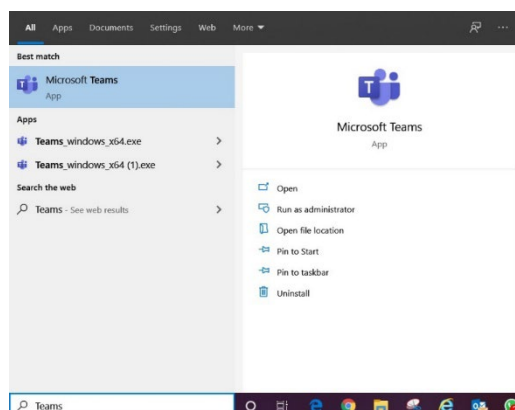 All Apps Documents Settings Web More
Best match
Microsoft Teams
App
Apps
Teams_windows_x64.exe
Teams_windows_x64 (1).exe
Search the web
Teams - See web results
Microsoft Teams
App
Open
Run as administrator
Open file location
Pin to Start
Pin to taskbar
Uninstall
Teams